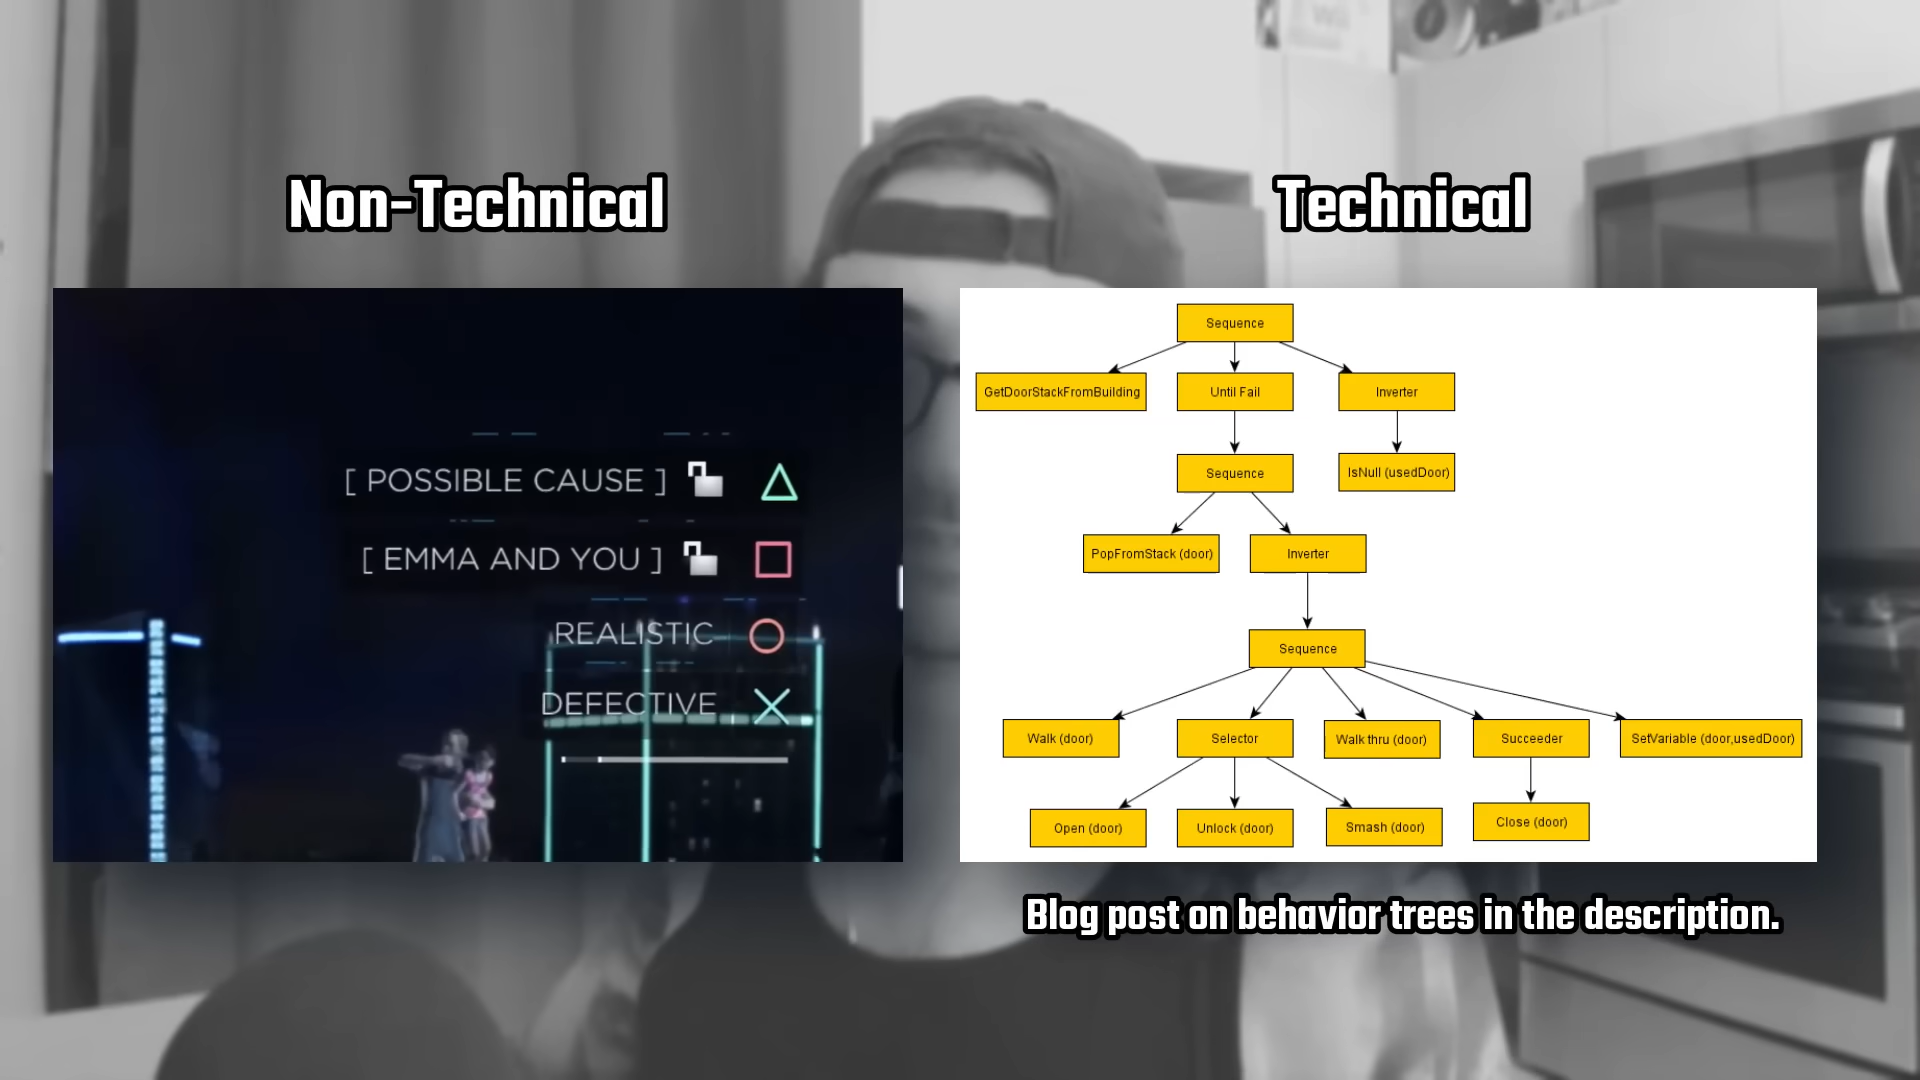 Non-Technical
Technical
[ POSSIBLE CAUSE ]
[ EMMA AND YOU ]
REALISTIC
DEFECTIVE
Sequence
GetDoorStackFromBuilding
Until Fail
Inverter
Sequence
IsNull (usedDoor)
PopFromStack (door)
Inverter
Sequence
Walk (door)
Selector
Walk thru (door)
Succeeder
SetVariable (door,usedDoor)
Open (door)
Unlock (door)
Smash (door)
Close (door)
Blog post on behavior trees in the description.
Wii